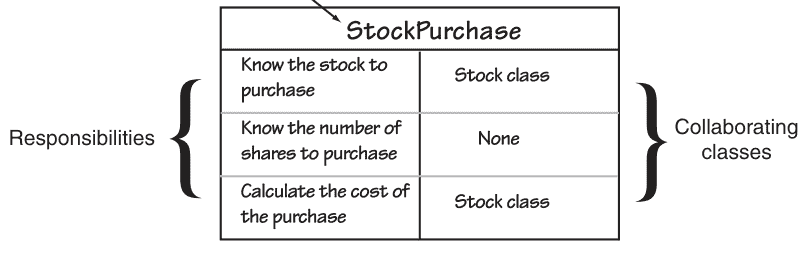 StockPurchase
Know the stock to
purchase
Stock class
Know the number of
shares to purchase
None
Calculate the cost of
the purchase
Stock class
Responsibilities
Collaborating
classes